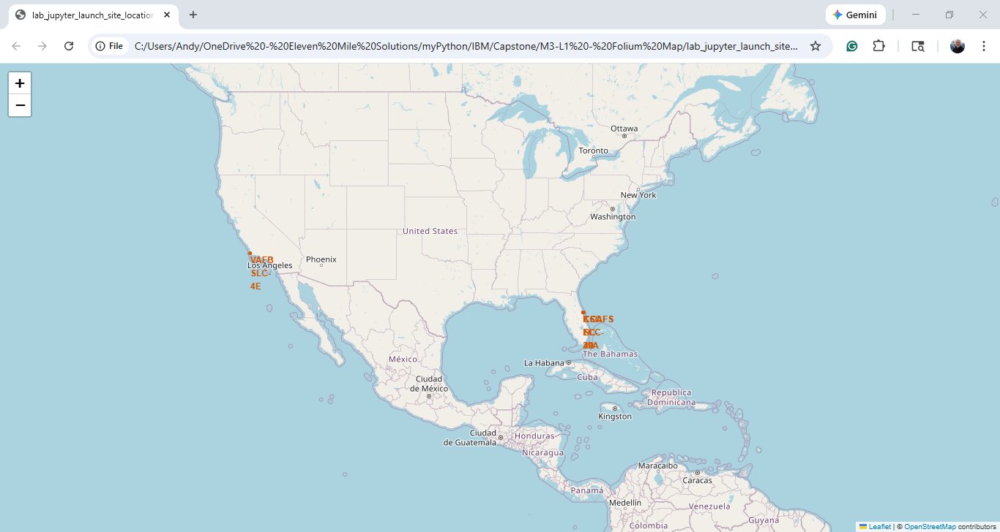 lab_jupyter_launch_site_location
Gemini
File
C:/Users/Andy/OneDrive%20-%20Eleven%20Mile%20Solutions/myPython/IBM/Capstone/M3-L1%20-%20Folium%20Map/lab_jupyter_launch_site...
+
−
Ottawa
Toronto
New York
Washington
United States
VAFB
SLC-
4E
Los Angeles
Phoenix
The Bahamas
La Habana
Cuba
México
Ciudad
de México
República
Dominicana
Kingston
Ciudad
de Guatemala
Honduras
Nicaragua
Maracaibo
Caracas
Panamá
Medellín
Venezuela
Guyana
Colombia
Leaflet | © OpenStreetMap contributors